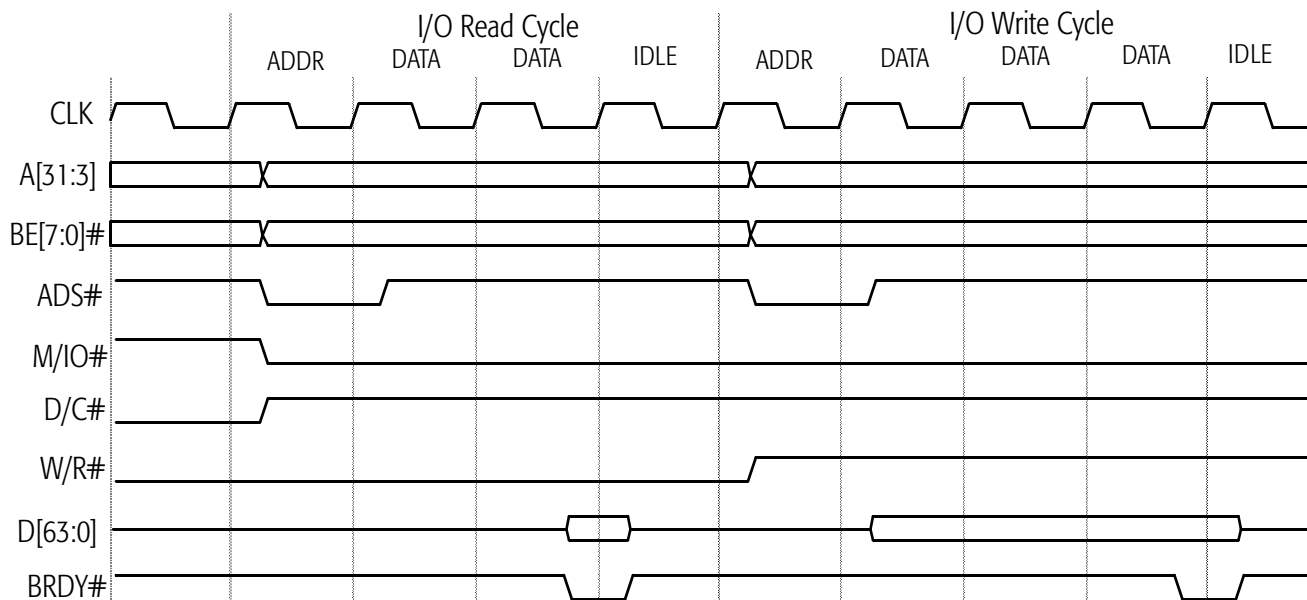 I/O Read Cycle I/O Write Cycle
ADDR DATA DATA IDLE ADDR DATA DATA DATA IDLE
CLK
A[31:3]
BE[7:0]#
ADS#
M/IO#
D/C#
W/R#
D[63:0]
BRDY#